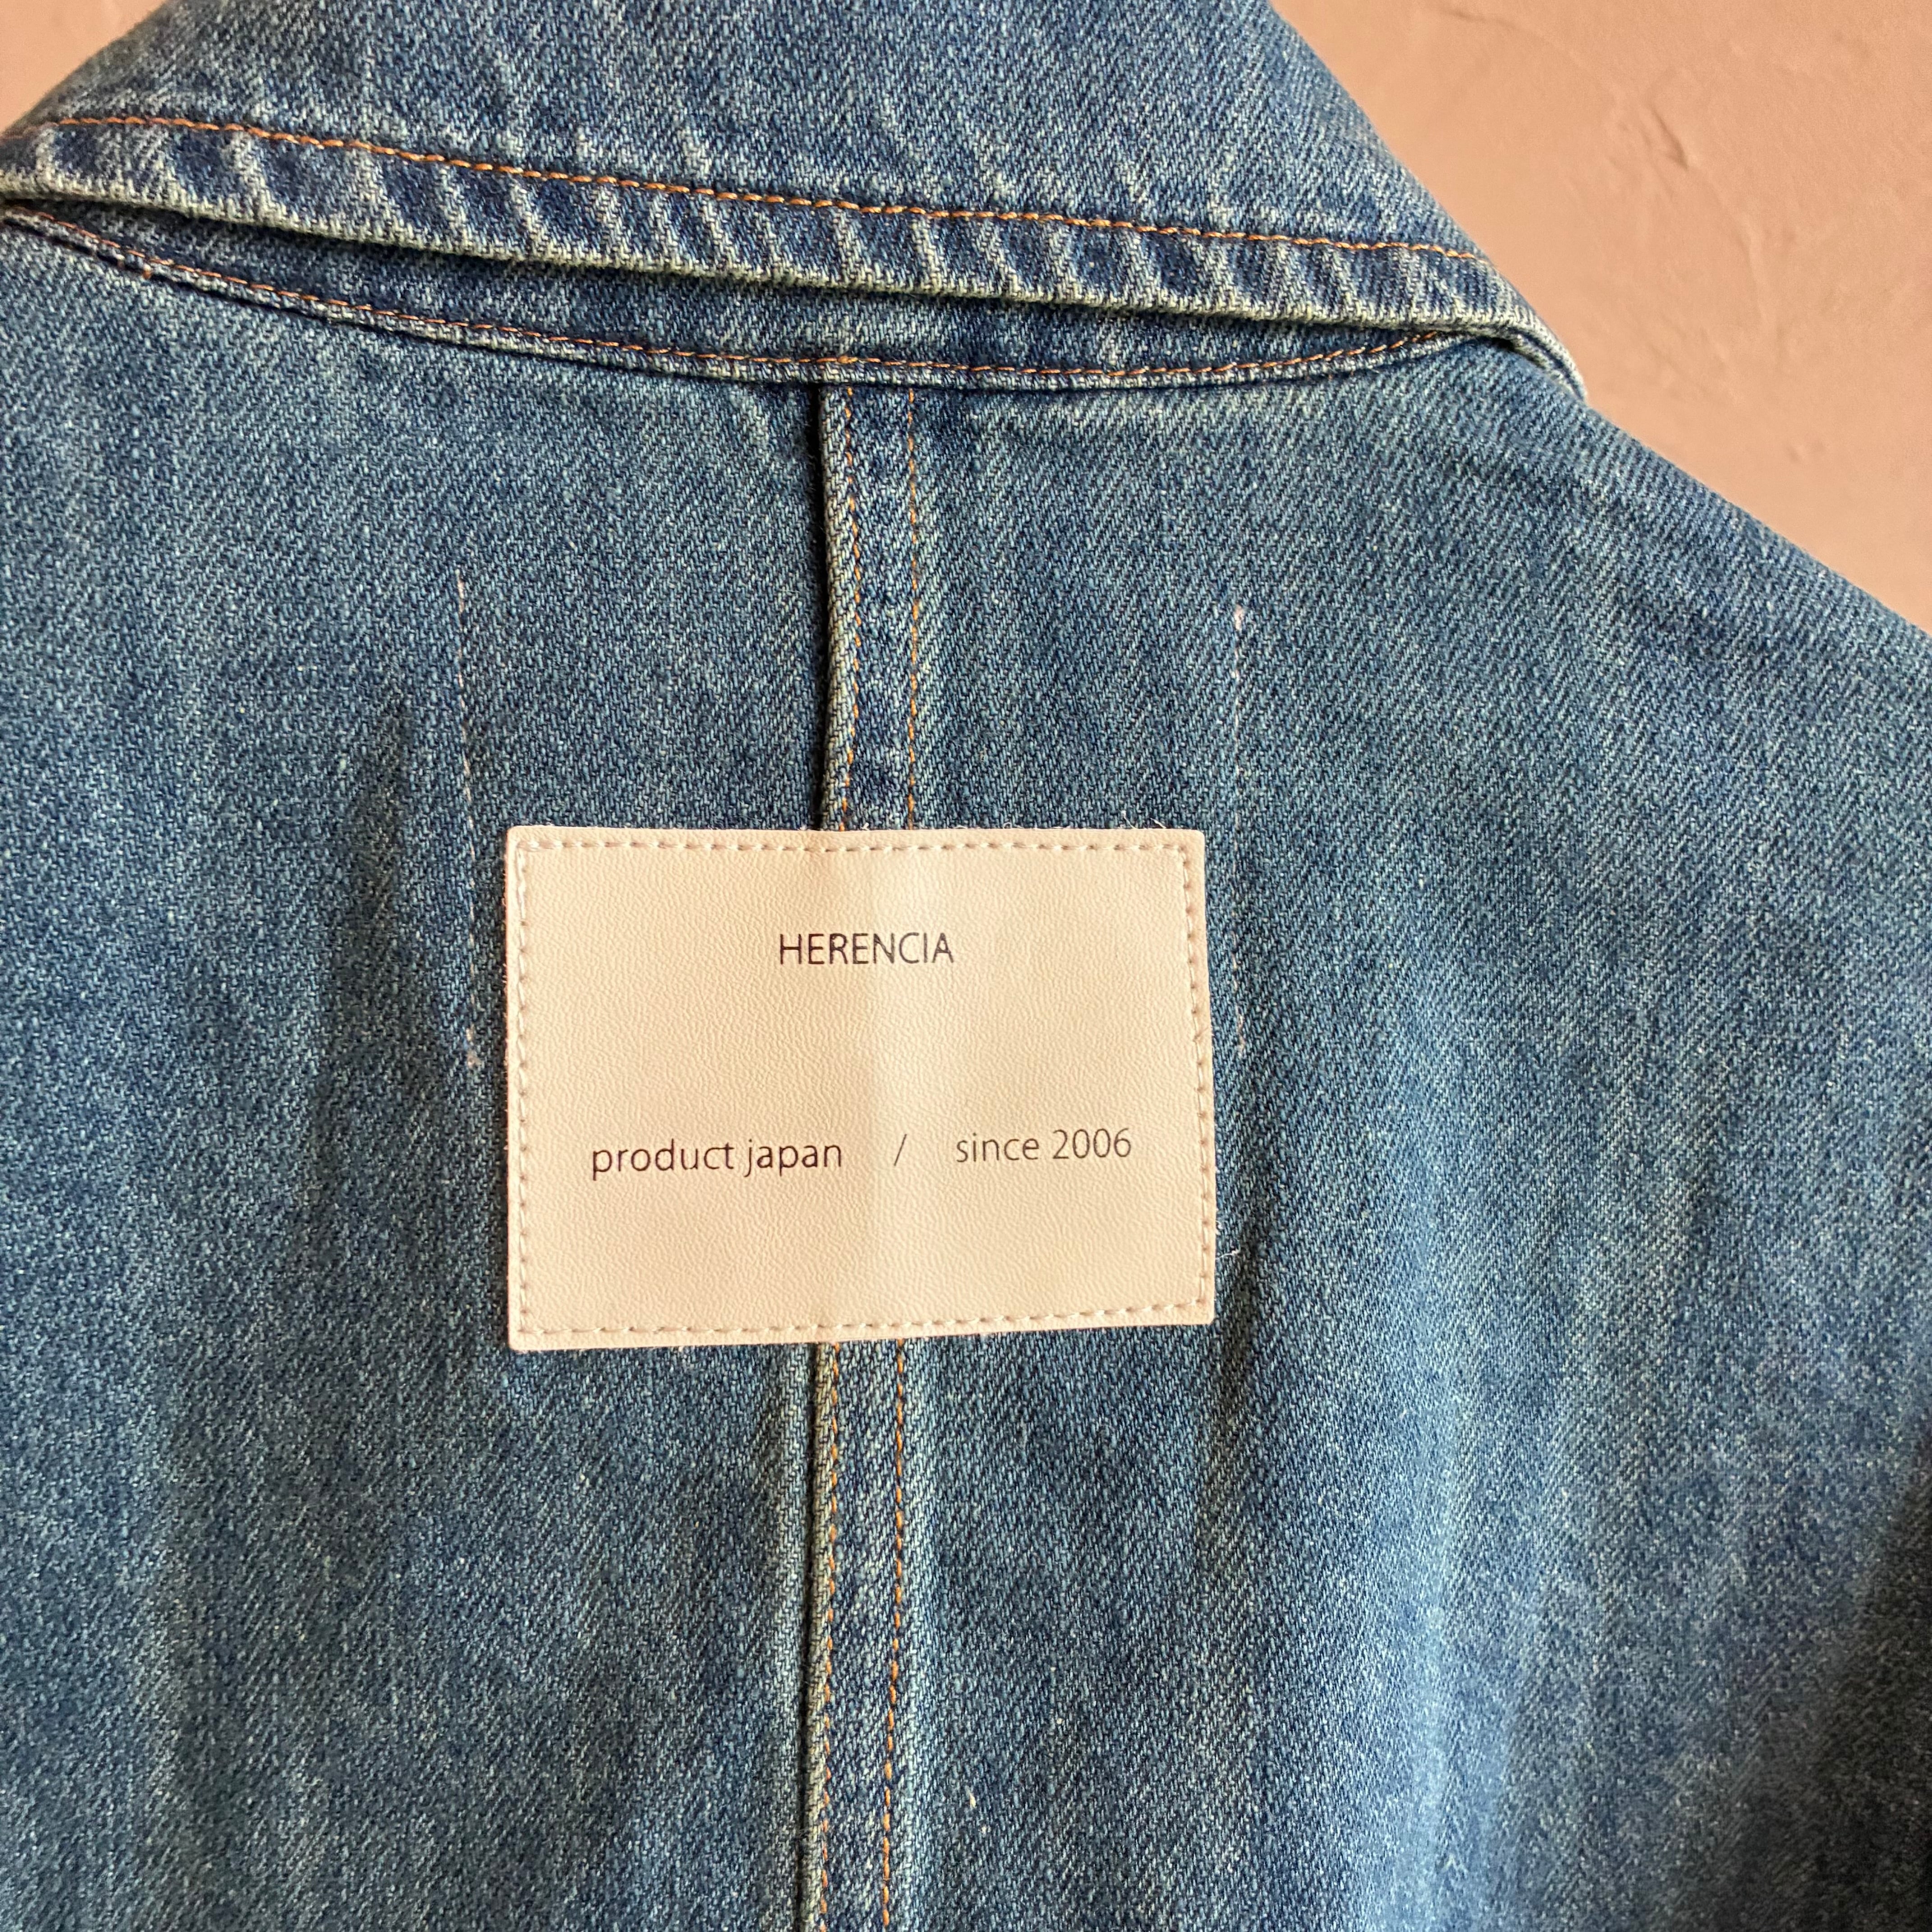 HERENCIA
product japan / since 2006